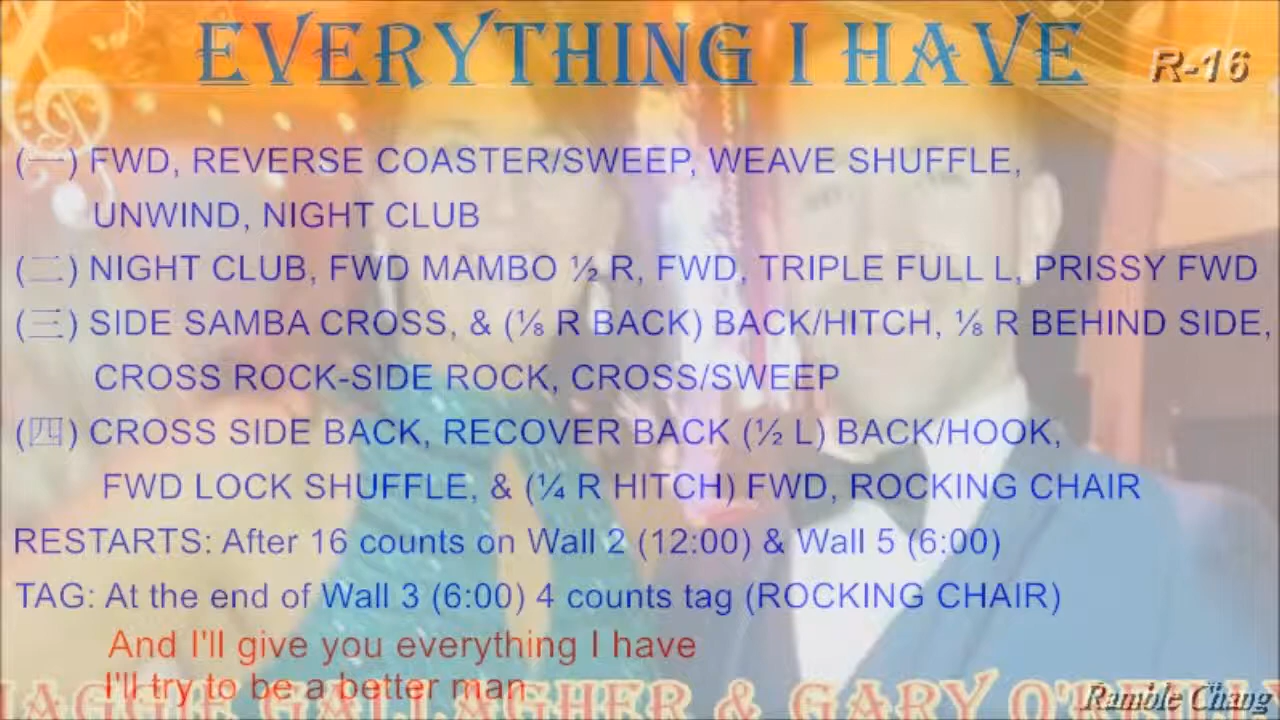 EVERYTHING I HAVE
R-16
(一) FWD, REVERSE COASTER/SWEEP, WEAVE SHUFFLE,
UNWIND, NIGHT CLUB
(二) NIGHT CLUB, FWD MAMBO ½ R, FWD, TRIPLE FULL L, PRISSY FWD
(三) SIDE SAMBA CROSS, & (⅛ R BACK) BACK/HITCH, ⅛ R BEHIND SIDE,
CROSS ROCK-SIDE ROCK, CROSS/SWEEP
(四) CROSS SIDE BACK, RECOVER BACK (½ L) BACK/HOOK,
FWD LOCK SHUFFLE, & (¼ R HITCH) FWD, ROCKING CHAIR
RESTARTS: After 16 counts on Wall 2 (12:00) & Wall 5 (6:00)
TAG: At the end of Wall 3 (6:00) 4 counts tag (ROCKING CHAIR)
And I'll give you everything I have
I'll try to be a better man
& GARY
Ramble Chang